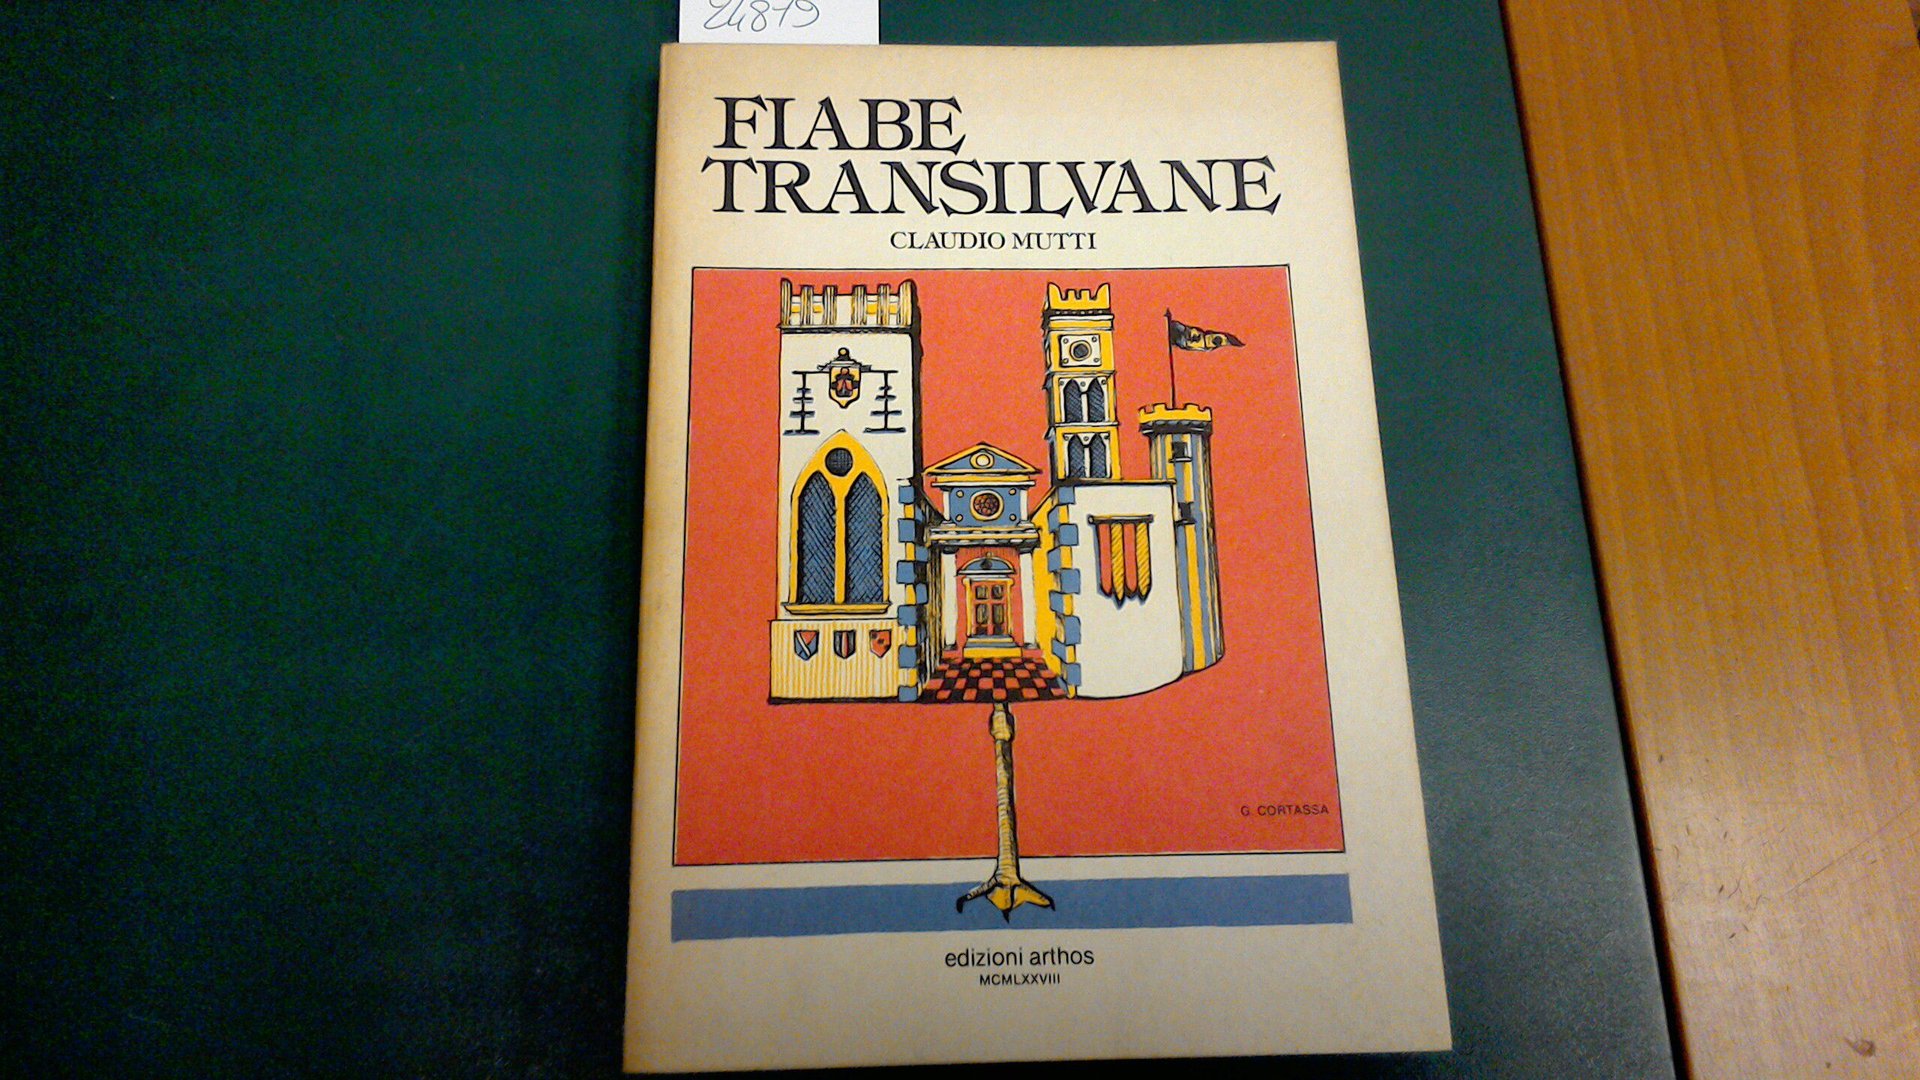 24879
FIABE
TRANSILVANE
CLAUDIO MUTTI
G. CORTASSA
edizioni arthos
MCMLXXVIII